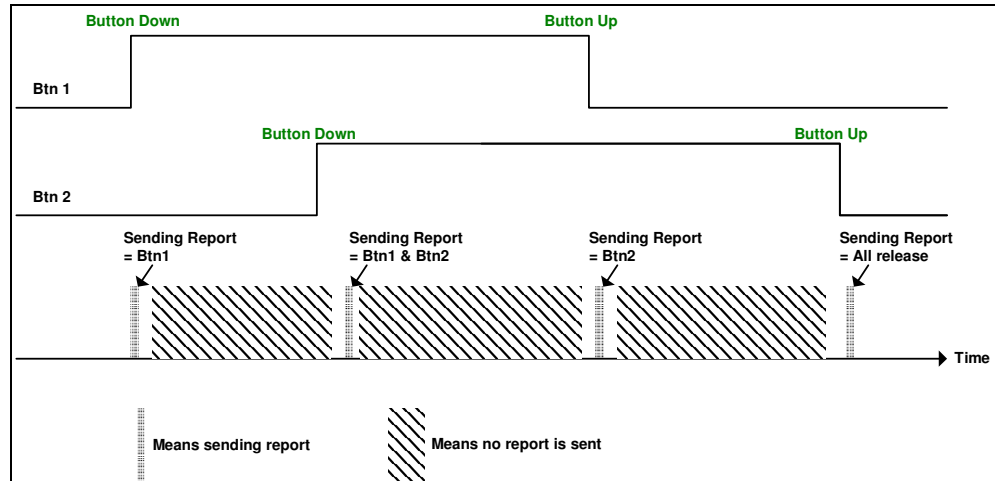 Button Down
Button Up
Btn 1
Button Down
Button Up
Btn 2
Sending Report
= Btn1
Sending Report
= Btn1 & Btn2
Sending Report
= Btn2
Sending Report
= All release
Time
Means sending report
Means no report is sent